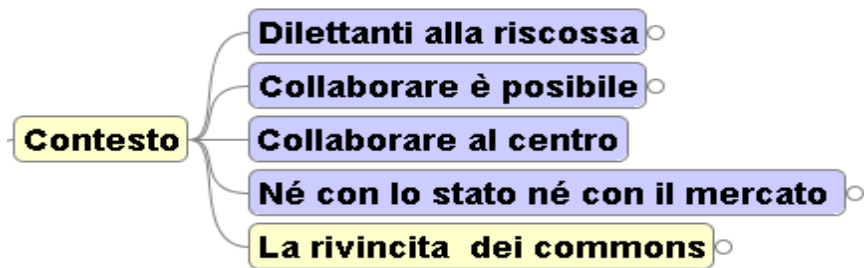 Dilettanti alla riscossa
Collaborare è posibile
Contesto
Collaborare al centro
Né con lo stato né con il mercato
La rivincita dei commons